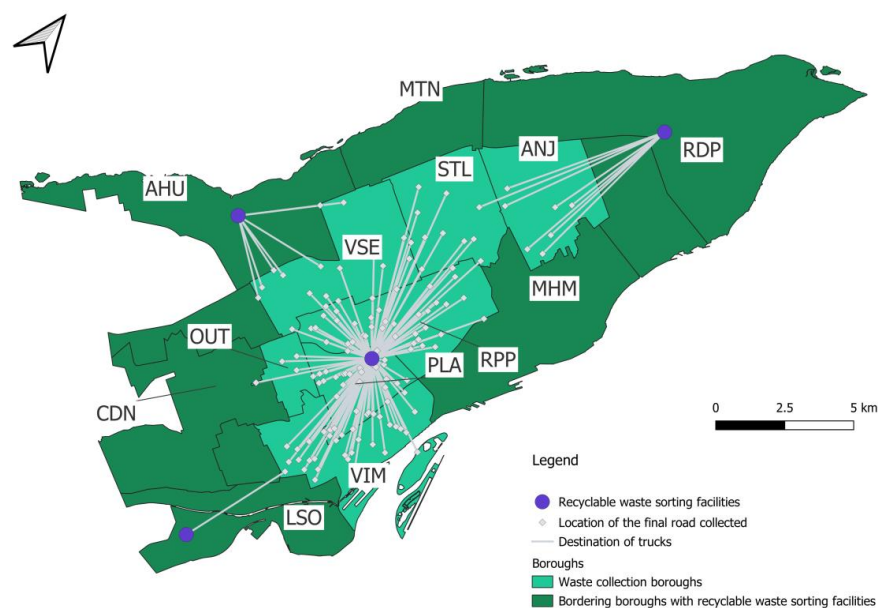 MTN
ANJ
STL
RDP
AHU
VSE
MHM
OUT
RPP
PLA
CDN
0 2.5 5 km
Legend
VIM
Recyclable waste sorting facilities
LSO
Location of the final road collected
Destination of trucks
Boroughs
Waste collection boroughs
Bordering boroughs with recyclable waste sorting facilities